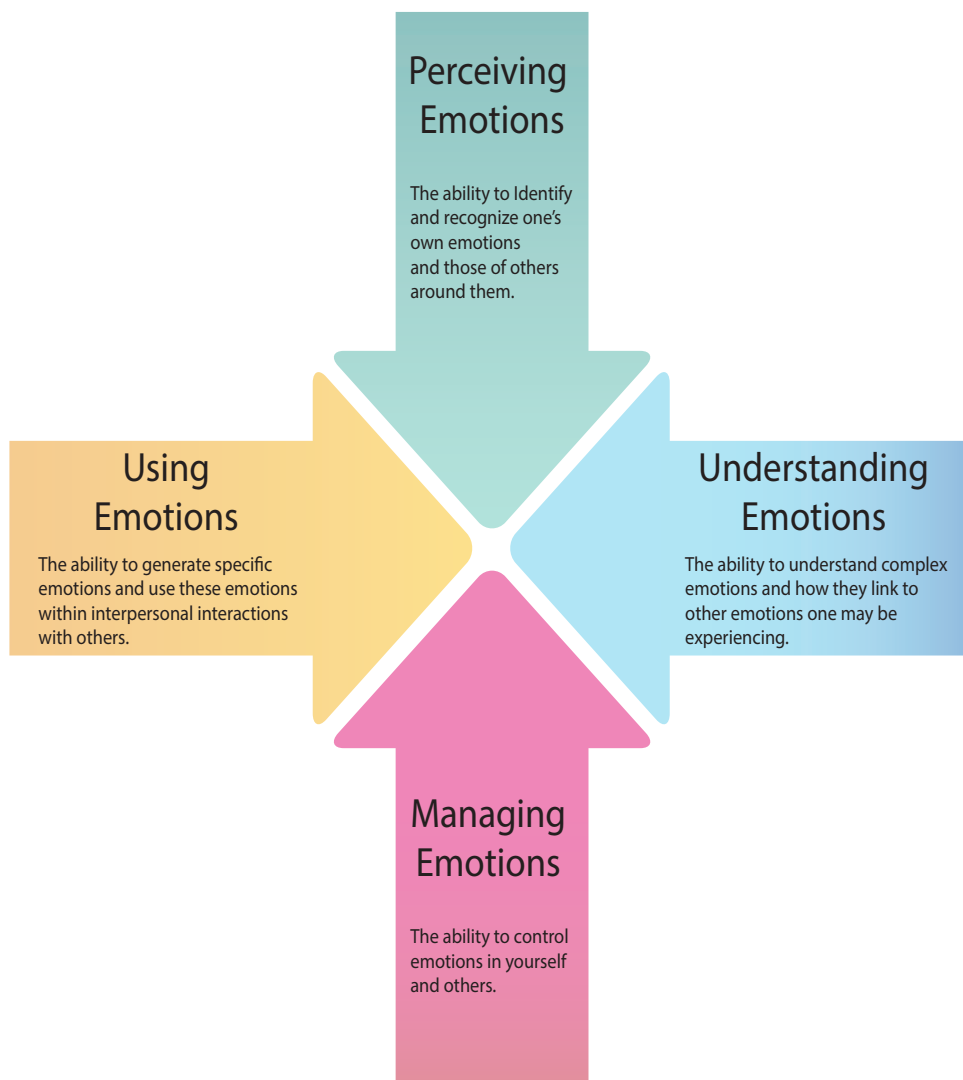 Perceiving
Emotions
The ability to Identify
and recognize one's
own emotions
and those of others
around them.
Using
Emotions
The ability to generate specific
emotions and use these emotions
within interpersonal interactions
with others.
Understanding
Emotions
The ability to understand complex
emotions and how they link to
other emotions one may be
experiencing.
Managing
Emotions
The ability to control
emotions in yourself
and others.